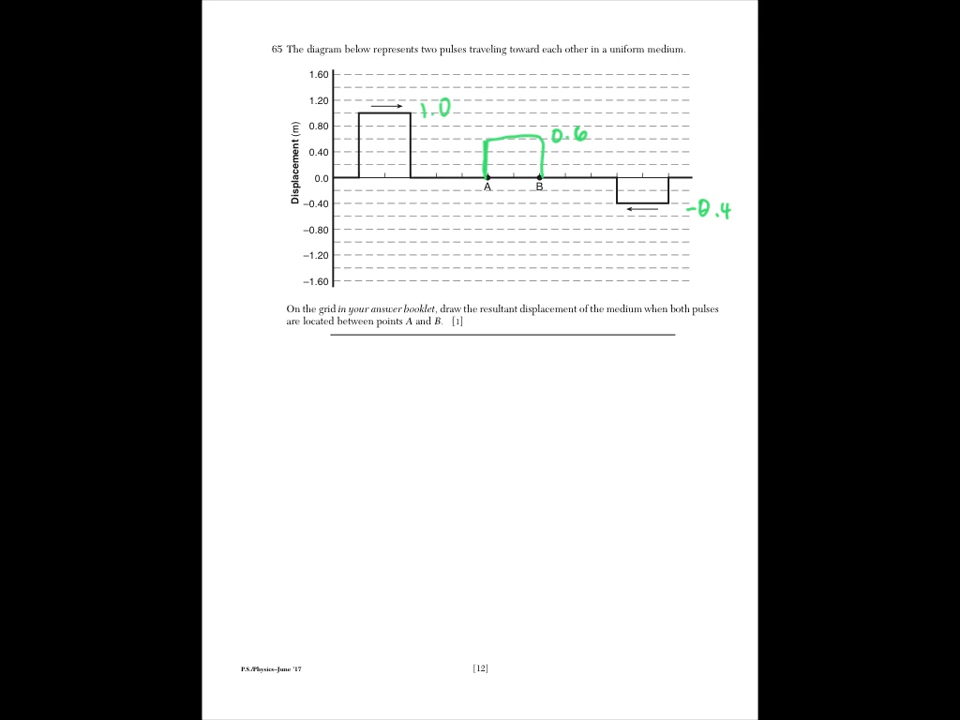 65 The diagram below represents two pulses traveling toward each other in a uniform medium.
1.60
1.20
1.0
0.80
0.6
0.40
Displacement (m)
0.0
A B
–0.40
-0.4
–0.80
–1.20
–1.60
On the grid in your answer booklet, draw the resultant displacement of the medium when both pulses
are located between points A and B. [1]
P.S./Physics–June '17
[12]